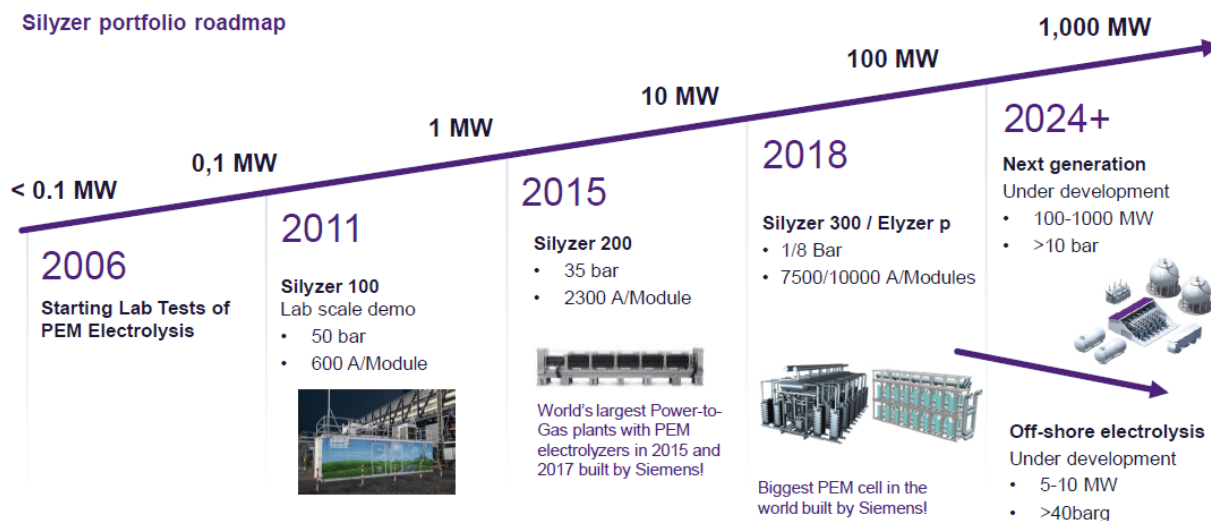 Silyzer portfolio roadmap
< 0.1 MW
0,1 MW
1 MW
10 MW
100 MW
1,000 MW
2006
Starting Lab Tests of
PEM Electrolysis
2011
Silyzer 100
Lab scale demo
• 50 bar
• 600 A/Module
2015
Silyzer 200
• 35 bar
• 2300 A/Module
World's largest Power-to-
Gas plants with PEM
electrolyzers in 2015 and
2017 built by Siemens!
2018
Silyzer 300 / Elyzer p
• 1/8 Bar
• 7500/10000 A/Modules
Biggest PEM cell in the
world built by Siemens!
2024+
Next generation
Under development
• 100-1000 MW
• >10 bar
Off-shore electrolysis
Under development
• 5-10 MW
• >40barg